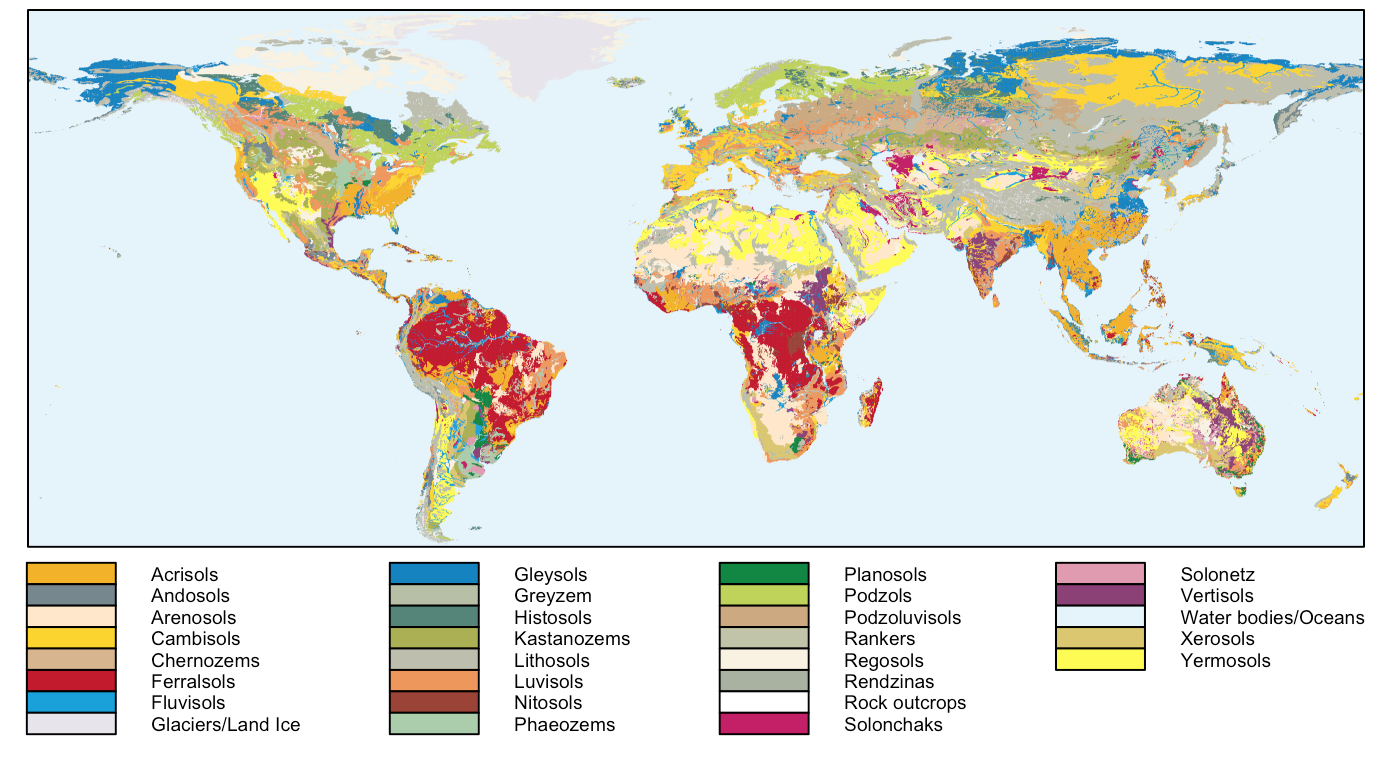 Acrisols
Andosols
Arenosols
Cambisols
Chernozems
Ferralsols
Fluvisols
Glaciers/Land Ice
Gleysols
Greyzem
Histosols
Kastanozems
Lithosols
Luvisols
Nitosols
Phaeozems
Planosols
Podzols
Podzoluvisols
Rankers
Regosols
Rendzinas
Rock outcrops
Solonchaks
Solonetz
Vertisols
Water bodies/Oceans
Xerosols
Yermosols